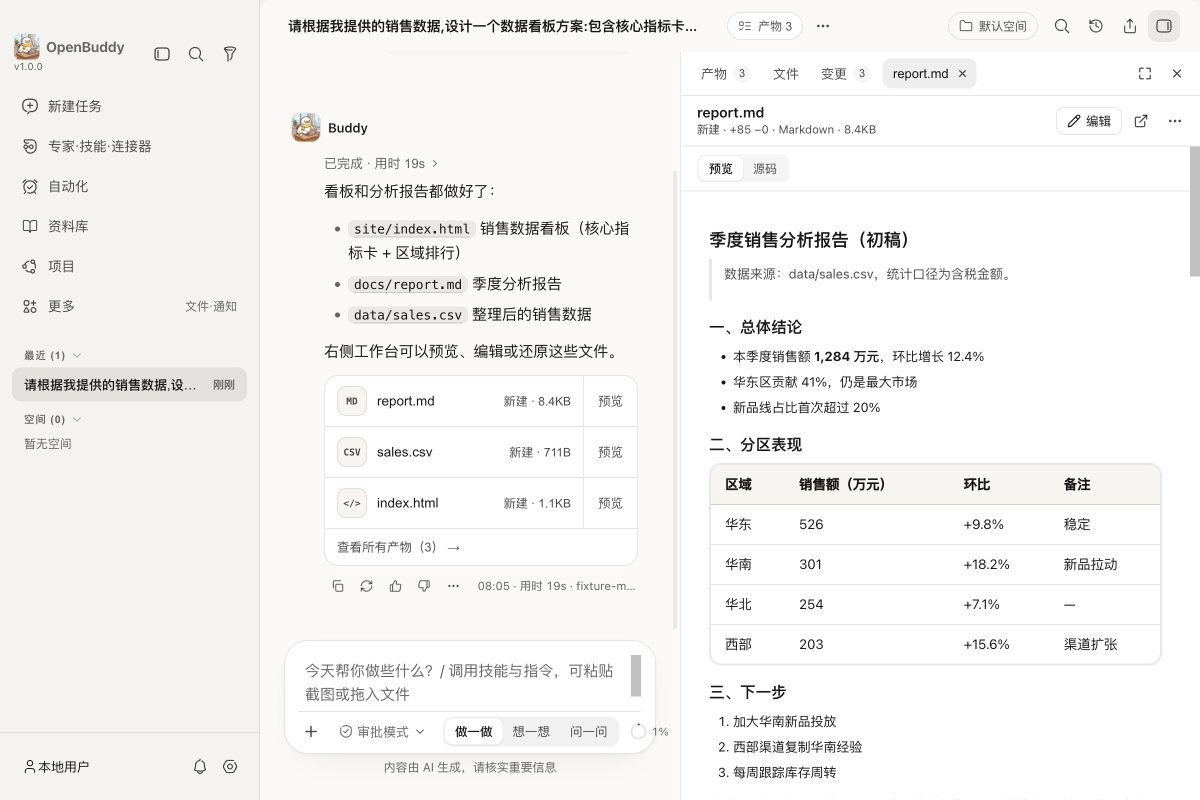 OpenBuddy
v1.0.0
新建任务
专家·技能·连接器
自动化
资料库
项目
更多
文件·通知
最近 (1)
请根据我提供的销售数据,设... 刚刚
空间 (0)
暂无空间
本地用户
请根据我提供的销售数据,设计一个数据看板方案:包含核心指标卡...
产物 3
默认空间
Buddy
已完成 · 用时 19s
看板和分析报告都做好了：
site/index.html 销售数据看板（核心指
标卡 + 区域排行）
docs/report.md 季度分析报告
data/sales.csv 整理后的销售数据
右侧工作台可以预览、编辑或还原这些文件。
MD report.md 新建 · 8.4KB 预览
CSV sales.csv 新建 · 711B 预览
</> index.html 新建 · 1.1KB 预览
查看所有产物（3） →
08:05 · 用时 19s · fixture-m...
今天帮你做些什么？/ 调用技能与指令，可粘贴
截图或拖入文件
审批模式 做一做 想一想 问一问 1%
内容由 AI 生成，请核实重要信息
产物 3 文件 变更 3 report.md
report.md
新建 · +85 −0 · Markdown · 8.4KB
编辑
预览 源码
季度销售分析报告（初稿）
数据来源：data/sales.csv，统计口径为含税金额。
一、总体结论
本季度销售额 1,284 万元，环比增长 12.4%
华东区贡献 41%，仍是最大市场
新品线占比首次超过 20%
二、分区表现
区域 销售额（万元） 环比 备注
华东 526 +9.8% 稳定
华南 301 +18.2% 新品拉动
华北 254 +7.1% —
西部 203 +15.6% 渠道扩张
三、下一步
1. 加大华南新品投放
2. 西部渠道复制华南经验
3. 每周跟踪库存周转